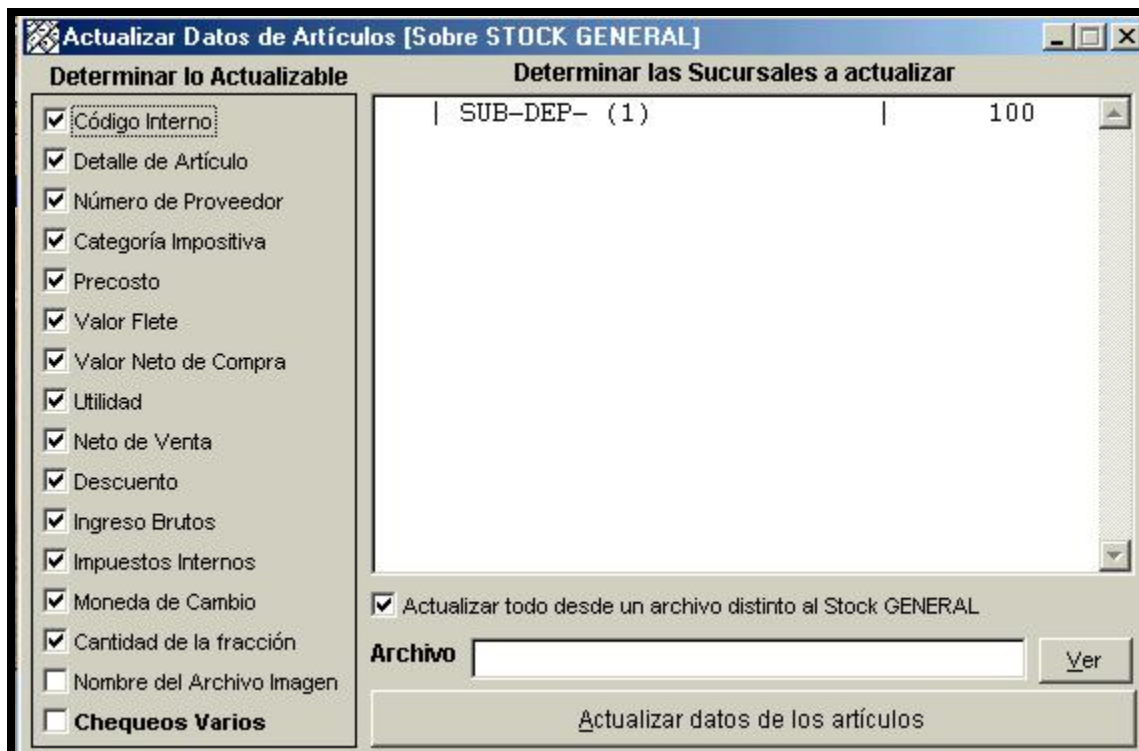 Actualizar Datos de Artículos [Sobre STOCK GENERAL]
Determinar lo Actualizable
Código Interno
Detalle de Artículo
Número de Proveedor
Categoría Impositiva
Precosto
Valor Flete
Valor Neto de Compra
Utilidad
Neto de Venta
Descuento
Ingreso Brutos
Impuestos Internos
Moneda de Cambio
Cantidad de la fracción
Nombre del Archivo Imagen
Chequeos Varios
Determinar las Sucursales a actualizar
| SUB-DEP- (1) | 100
Actualizar todo desde un archivo distinto al Stock GENERAL
Archivo Ver
Actualizar datos de los artículos